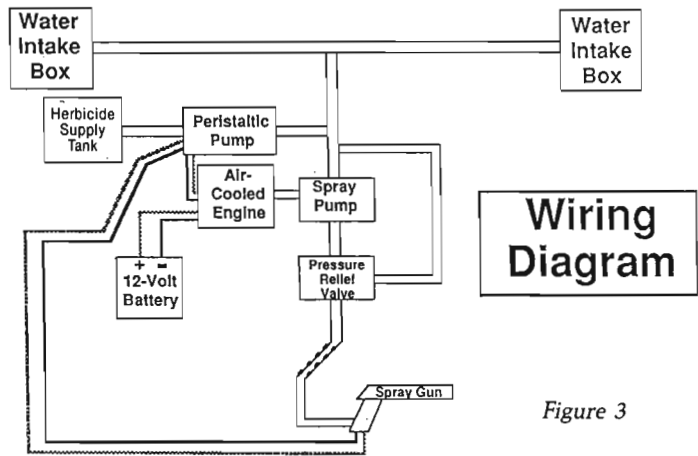 Water
Intake
Box
Water
Intake
Box
Herbicide
Supply
Tank
Peristaltic
Pump
Air-
Cooled
Engine
Spray
Pump
Wiring
Diagram
+ -
12-Volt
Battery
Pressure
Relief
Valve
Spray Gun
Figure 3